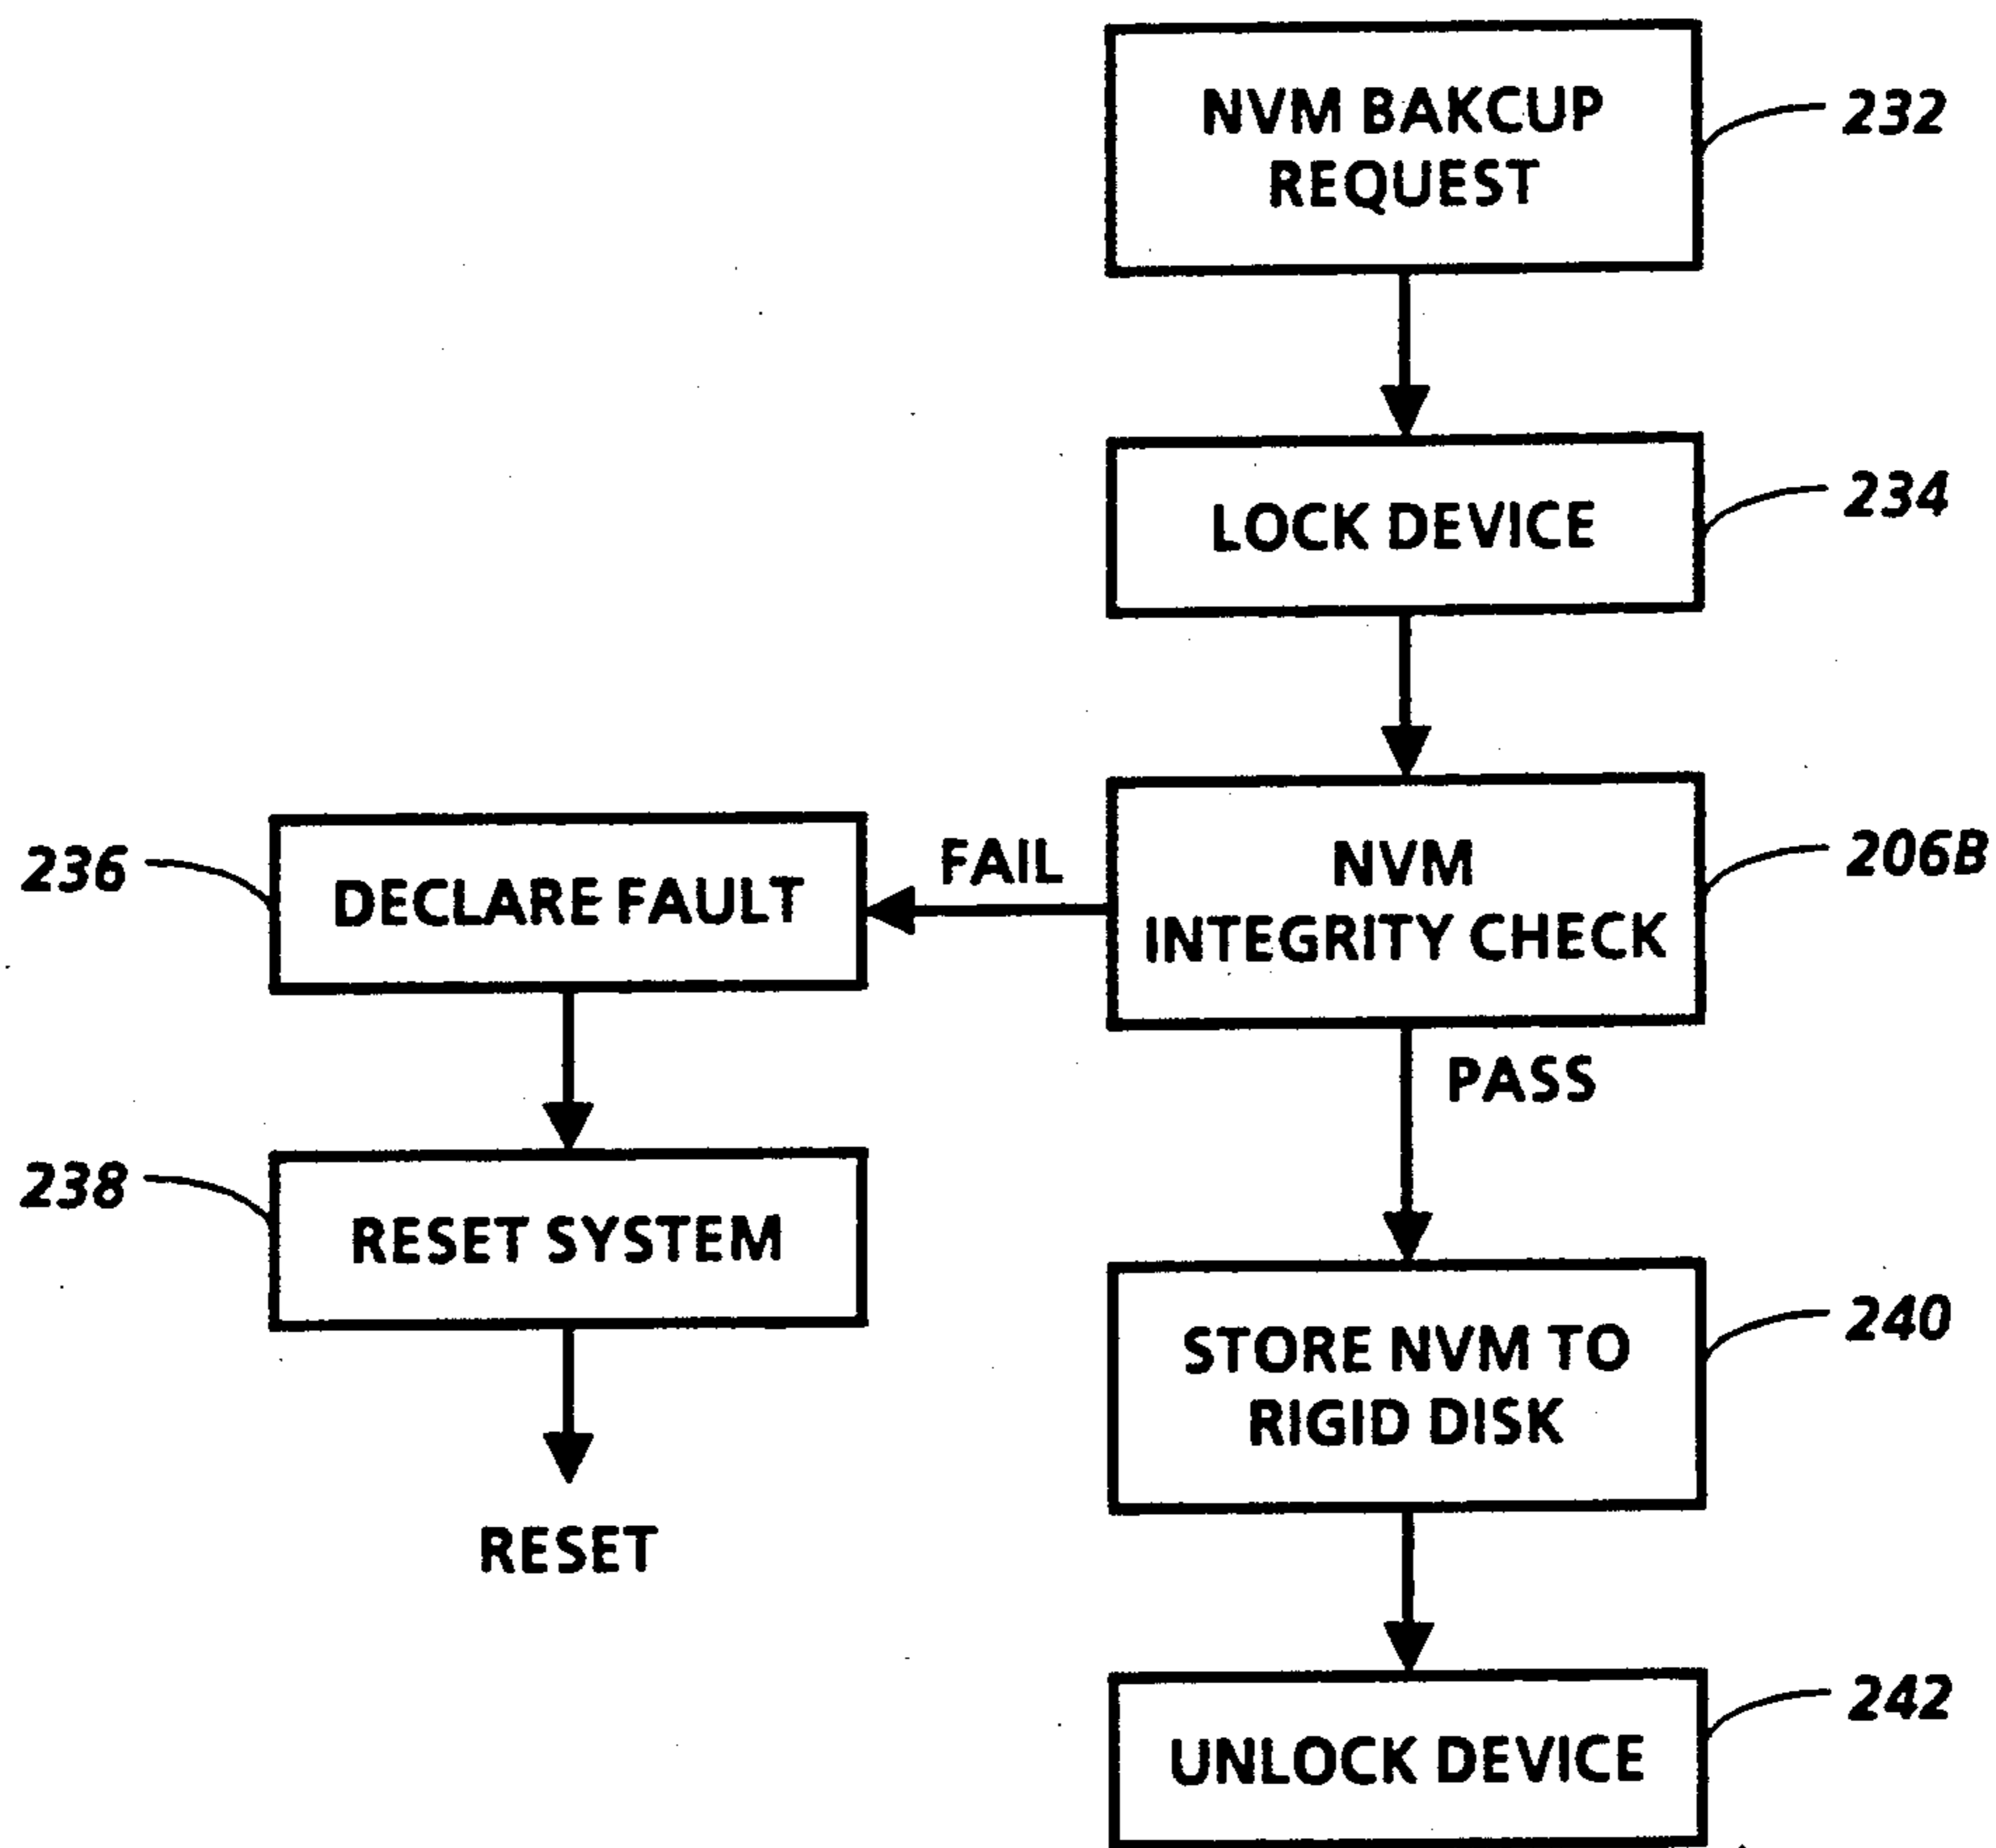 NVM BAKCUP
REQUEST
232
LOCK DEVICE
234
NVM
INTEGRITY CHECK
206B
FAIL
236
DECLARE FAULT
PASS
238
RESET SYSTEM
STORE NVM TO
RIGID DISK
240
RESET
UNLOCK DEVICE
242